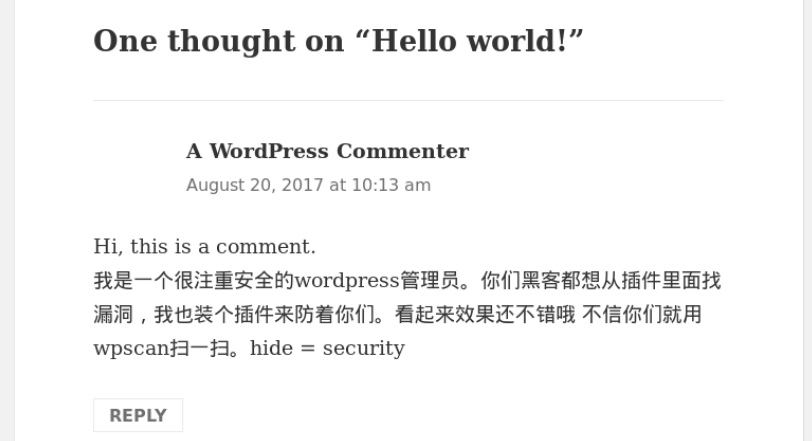 One thought on “Hello world!”
A WordPress Commenter
August 20, 2017 at 10:13 am
Hi, this is a comment.
我是一个很注重安全的wordpress管理员。你们黑客都想从插件里面找
漏洞，我也装个插件来防着你们。看起来效果还不错哦 不信你们就用
wpscan扫一扫。hide = security
REPLY